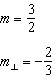 m = 3/2
m⊥ = -2/3